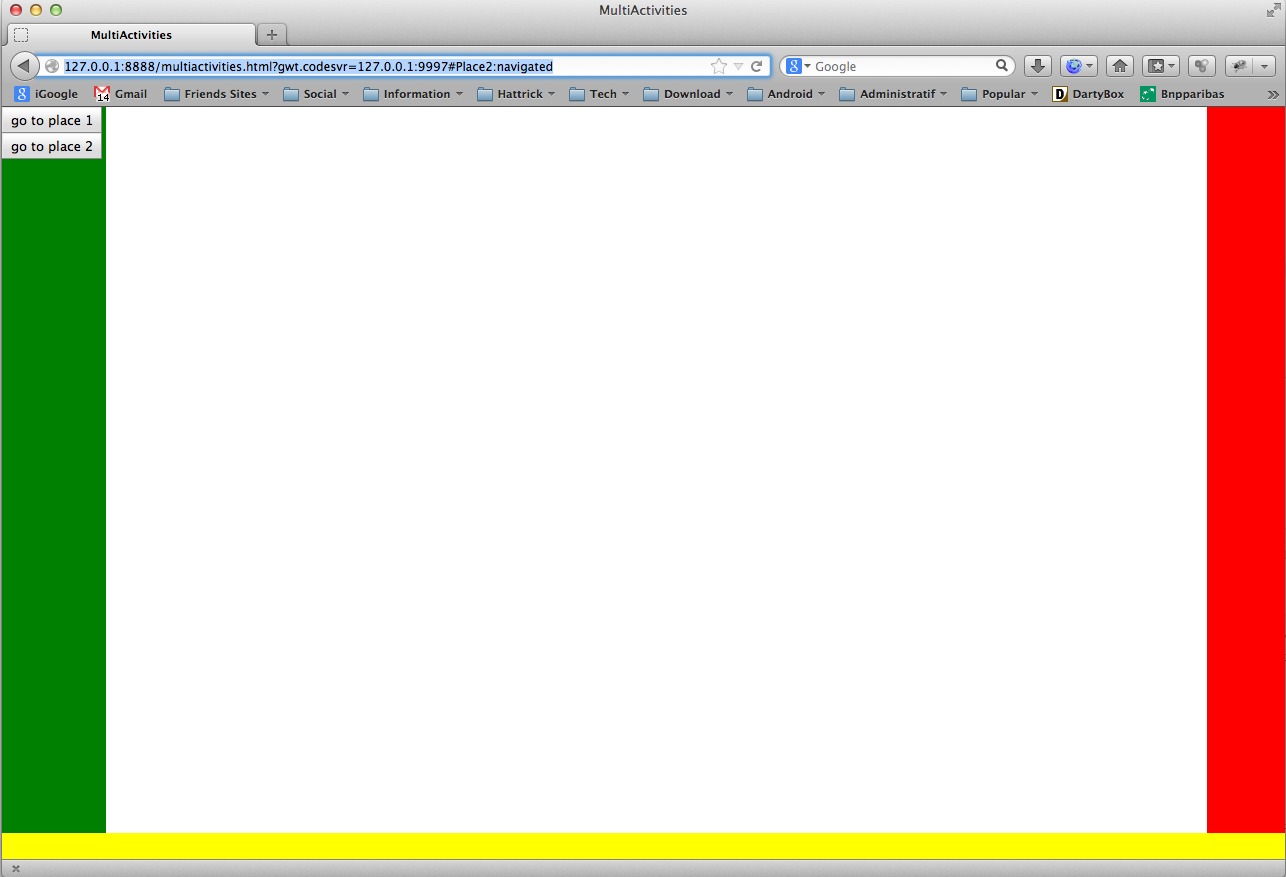 MultiActivities
MultiActivities
127.0.0.1:8888/multiactivities.html?gwt.codesvr=127.0.0.1:9997#Place2:navigated
8 Google
8 iGoogle 14 Gmail Friends Sites Social Information Hattrick Tech Download Android Administratif Popular D DartyBox Bnpparibas »
go to place 1
go to place 2